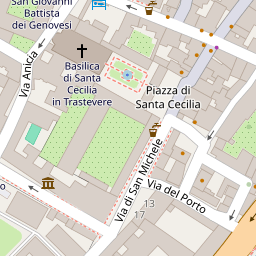 San Giovanni
Battista
dei Genovesi
Via Anicia
Basilica
di Santa
Cecilia
in Trastevere
Piazza di
Santa Cecilia
Via di San Michele
Via del Porto
13
17